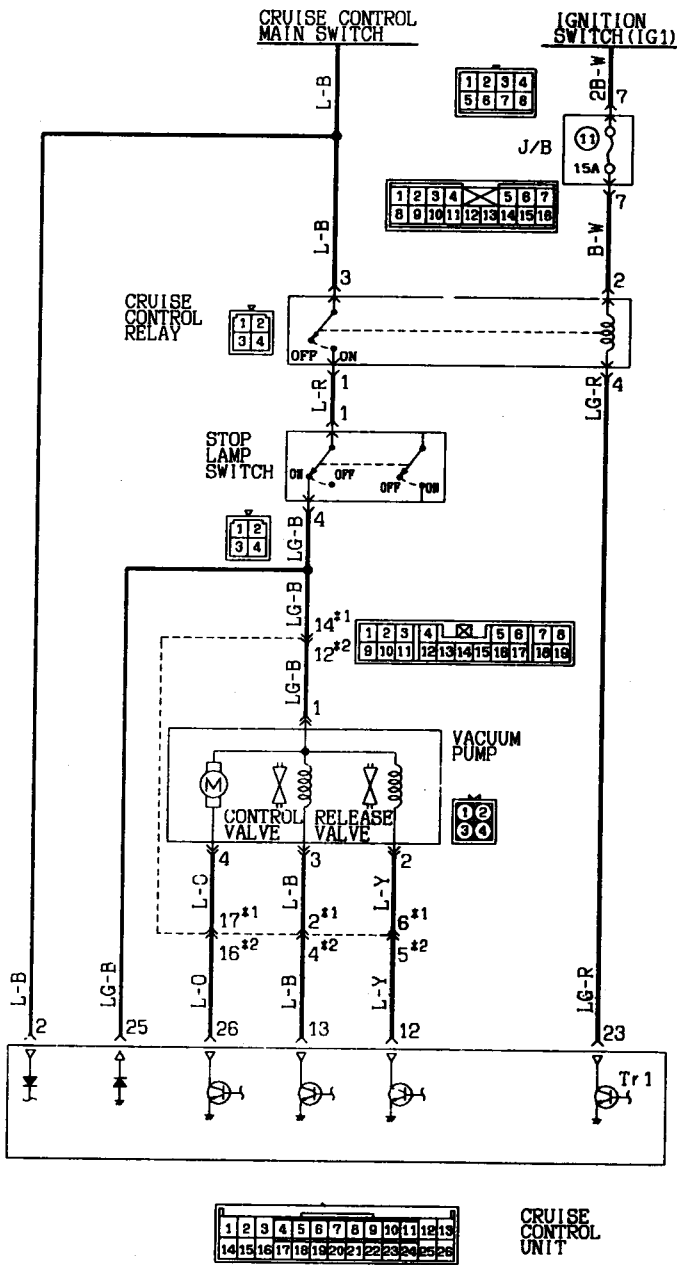 CRUISE CONTROL
MAIN SWITCH
IGNITION
SWITCH(IG1)
L-B
2B-W
1 2 3 4
5 6 7 8
7
J/B
11
15A
7
1 2 3 4 5 6 7
8 9 10 11 12 13 14 15 16
L-B
B-W
3
2
CRUISE
CONTROL
RELAY
1 2
3 4
OFF ON
L-R
1
1
4
LG-R
STOP
LAMP
SWITCH
ON OFF
OFF ON
1 2
3 4
4
LG-B
LG-B
14*1
12*2
1 2 3 4 5 6 7 8
9 10 11 12 13 14 15 16 17 18 19
LG-B
1
VACUUM
PUMP
M
CONTROL
VALVE
RELEASE
VALVE
1 2
3 4
4
3
2
L-O
L-B
L-Y
17*1
2*1
6*1
16*2
4*2
5*2
L-B
LG-B
L-O
L-B
L-Y
LG-R
2
25
26
13
12
23
Tr1
1 2 3 4 5 6 7 8 9 10 11 12 13
14 15 16 17 18 19 20 21 22 23 24 25 26
CRUISE
CONTROL
UNIT